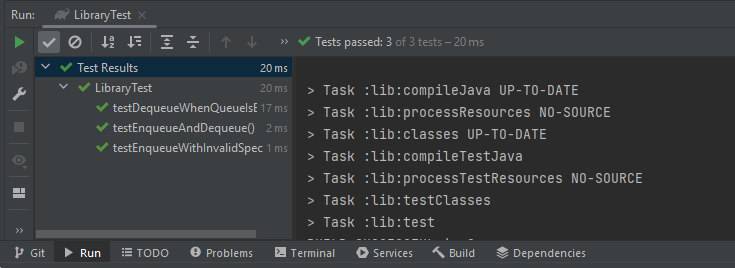 Run: LibraryTest
Tests passed: 3 of 3 tests – 20 ms
Test Results 20 ms
LibraryTest 20 ms
testDequeueWhenQueueIsE 17 ms
testEnqueueAndDequeue() 2 ms
testEnqueueWithInvalidSpec 1 ms
> Task :lib:compileJava UP-TO-DATE
> Task :lib:processResources NO-SOURCE
> Task :lib:classes UP-TO-DATE
> Task :lib:compileTestJava
> Task :lib:processTestResources NO-SOURCE
> Task :lib:testClasses
> Task :lib:test
Git Run TODO Problems Terminal Services Build Dependencies